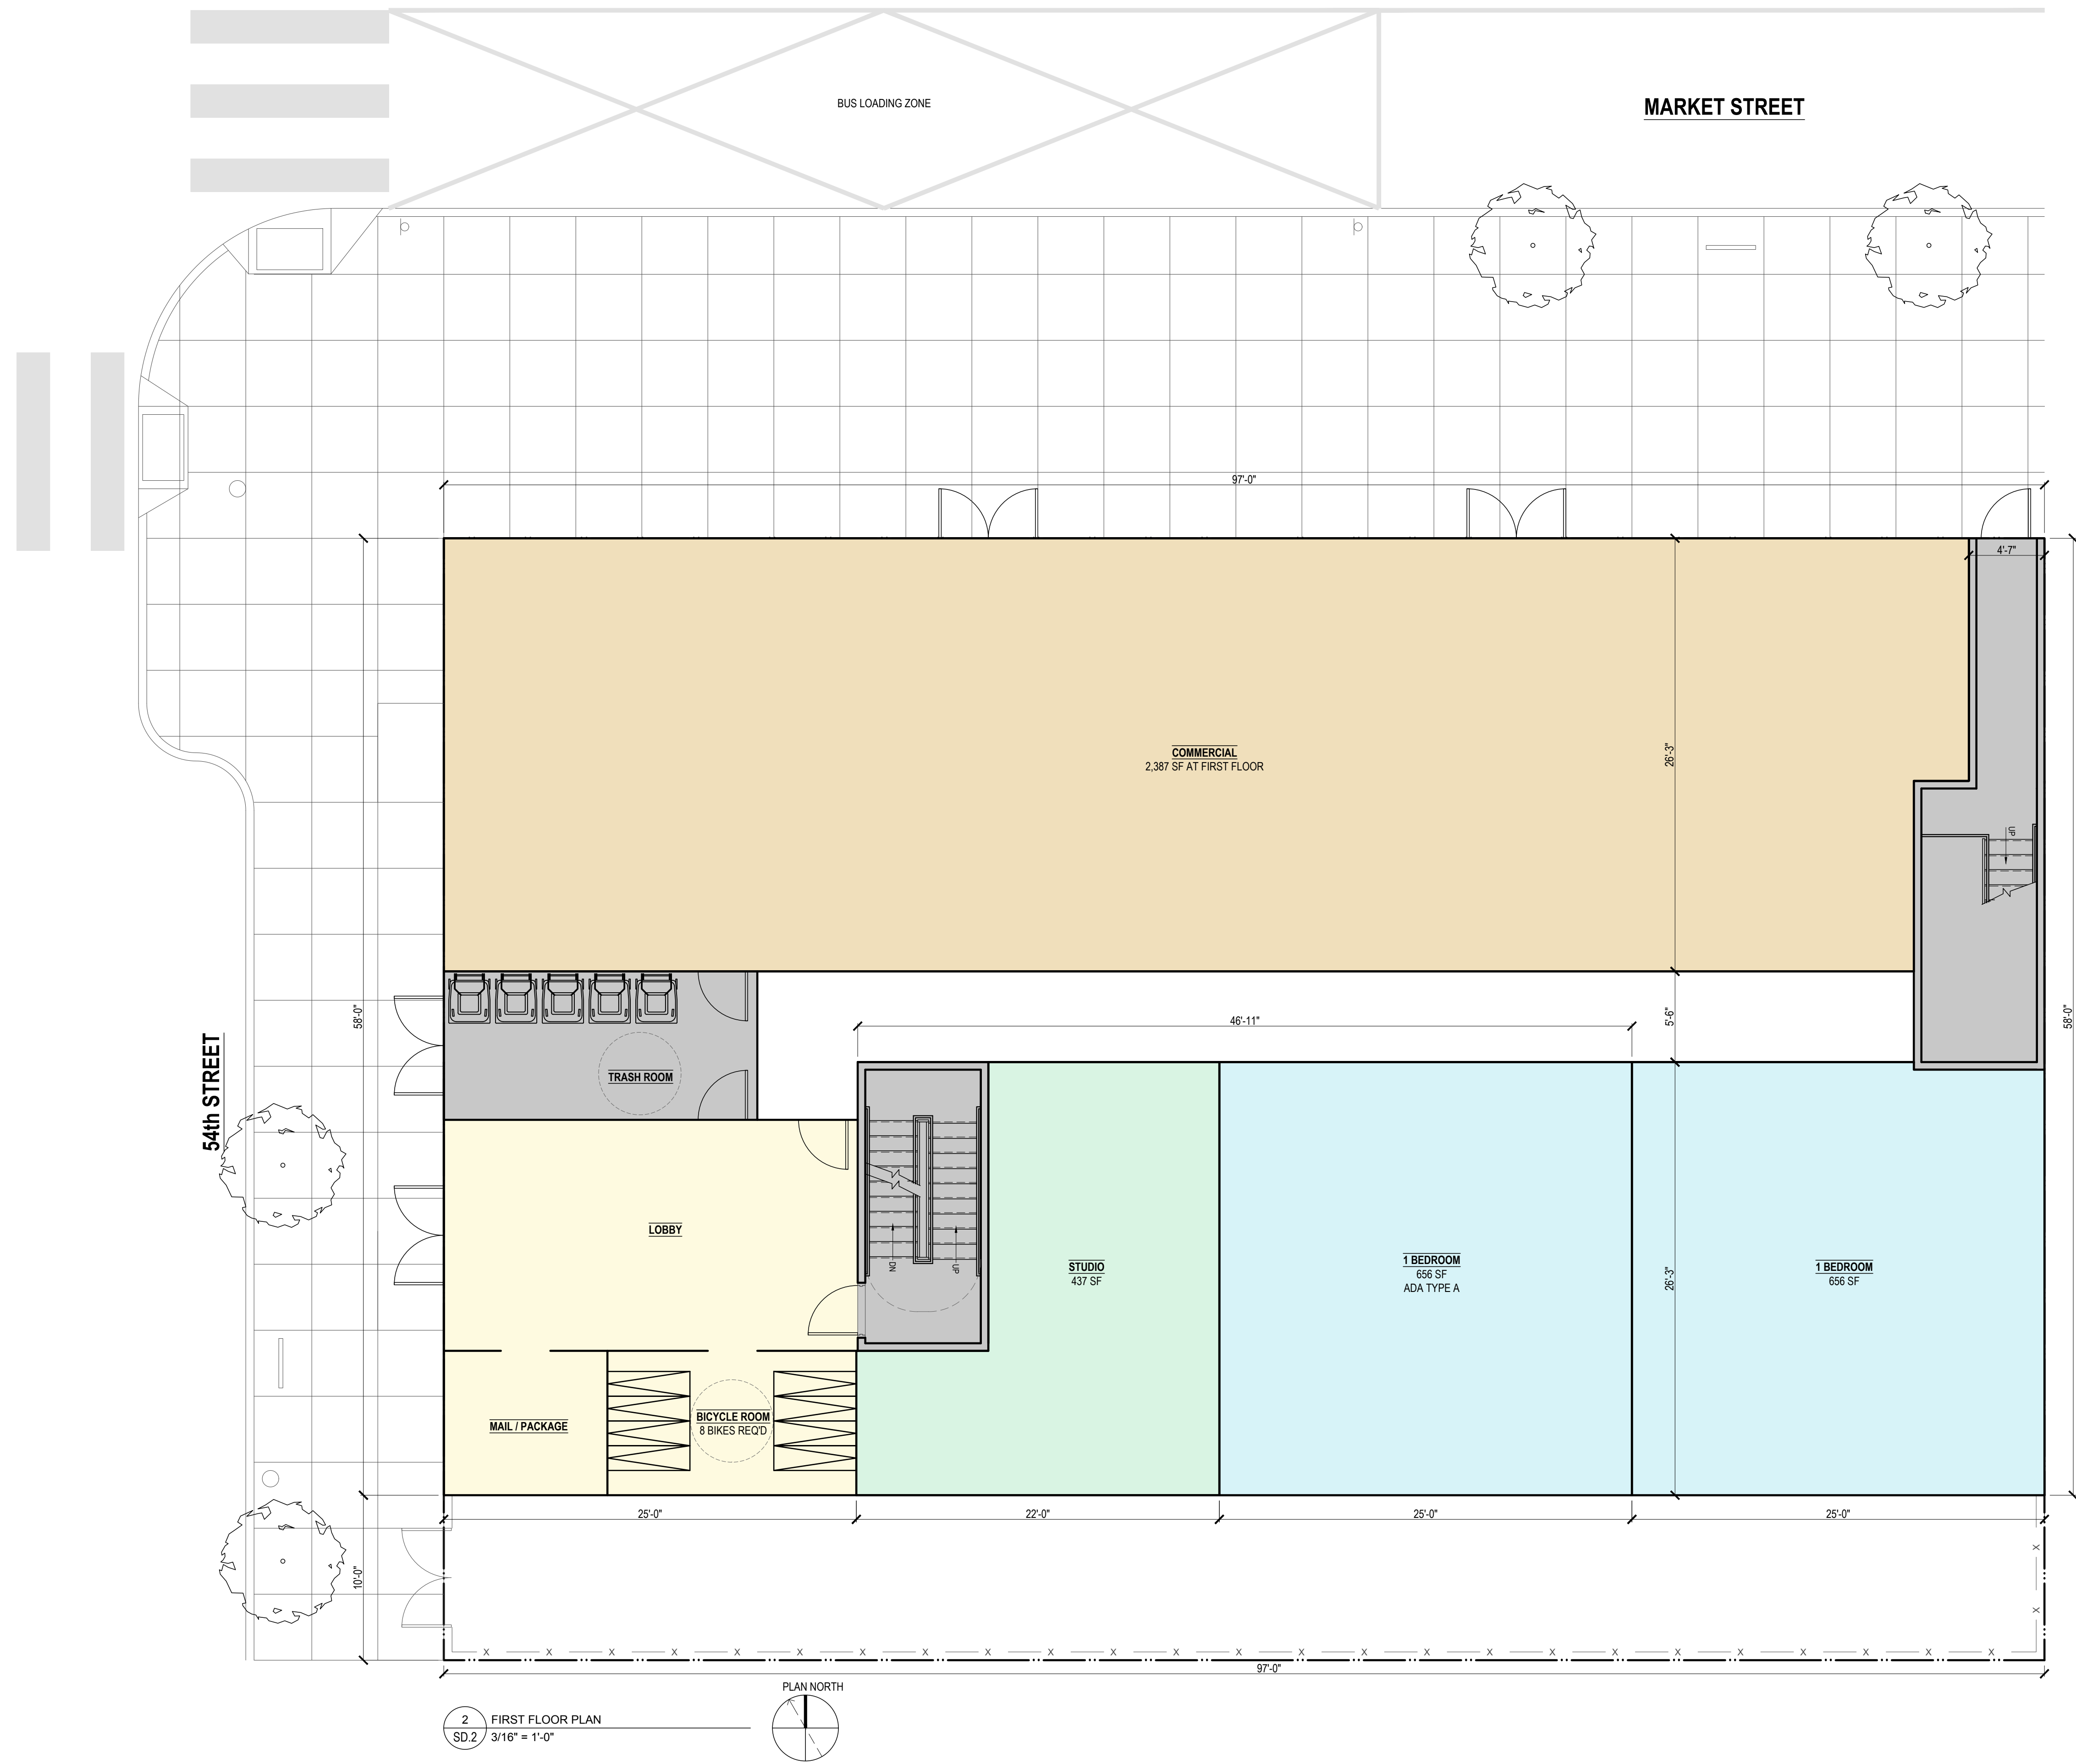 BUS LOADING ZONE
MARKET STREET
97'-0"
4'-7"
COMMERCIAL
2,387 SF AT FIRST FLOOR
26'-3"
UP
58'-0"
58'-0"
5'-6"
46'-11"
54th STREET
TRASH ROOM
LOBBY
DN
UP
STUDIO
437 SF
1 BEDROOM
656 SF
ADA TYPE A
26'-3"
1 BEDROOM
656 SF
MAIL / PACKAGE
BICYCLE ROOM
8 BIKES REQ'D
25'-0"
22'-0"
25'-0"
25'-0"
10'-0"
X
X
X X X X X X X X X X X X X X X X X X X X X X X X X
97'-0"
PLAN NORTH
2
FIRST FLOOR PLAN
SD.2
3/16" = 1'-0"